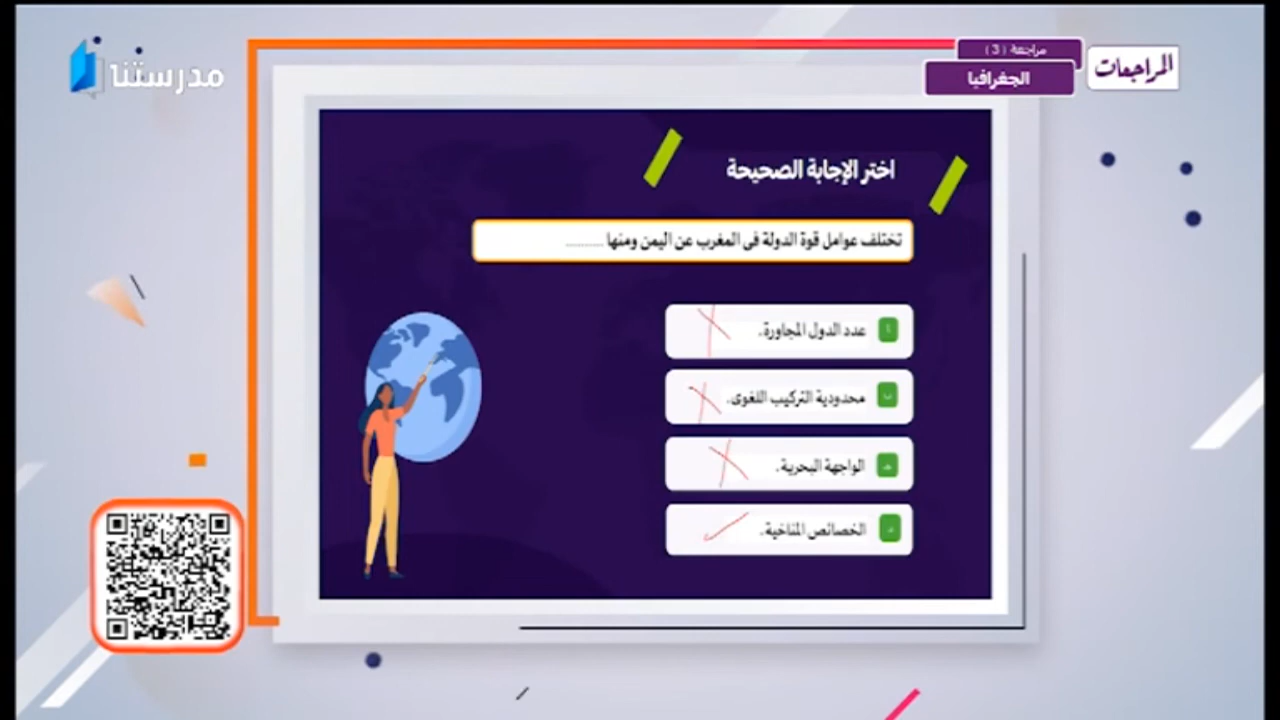 مدرستنا
المراجعات
مراجعة (3)
الجغرافيا
اختر الإجابة الصحيحة
تختلف عوامل قوة الدولة فى المغرب عن اليمن ومنها ..........
أ عدد الدول المجاورة.
ب محدودية التركيب اللغوى.
جـ الواجهة البحرية.
د الخصائص المناخية.